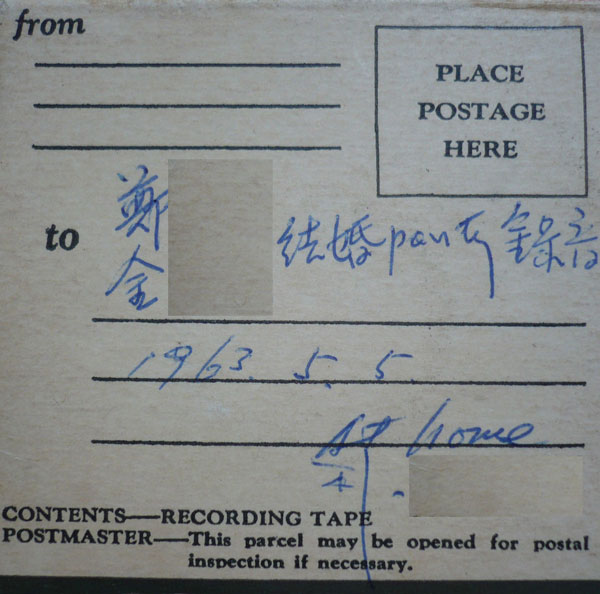 from
PLACE
POSTAGE
HERE
to
鄭
金
結婚party 錄音
1963. 5. 5.
At home
CONTENTS—RECORDING TAPE
POSTMASTER—This parcel may be opened for postal
inspection if necessary.